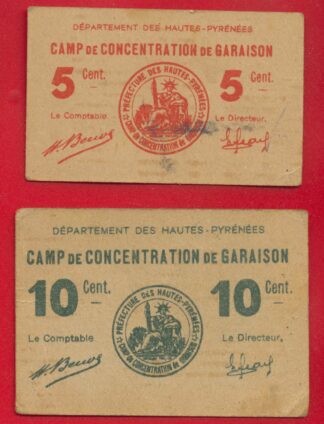 DÉPARTEMENT DES HAUTES-PYRÉNÉES
CAMP DE CONCENTRATION DE GARAISON
5 Cent. 5 Cent.
PRÉFECTURE DES HAUTES-PYRÉNÉES
CAMP DE CONCENTRATION DE GARAISON
Le Comptable Le Directeur,
DÉPARTEMENT DES HAUTES-PYRÉNÉES
CAMP DE CONCENTRATION DE GARAISON
10 Cent. 10 Cent.
PRÉFECTURE DES HAUTES-PYRÉNÉES
CAMP DE CONCENTRATION DE GARAISON
Le Comptable Le Directeur,